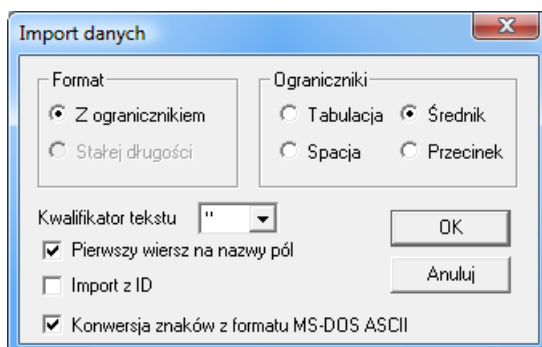 Import danych
Format
Ograniczniki
Z ogranicznikiem
Tabulacja
Średnik
Stałej długości
Spacja
Przecinek
Kwalifikator tekstu "
OK
Pierwszy wiersz na nazwy pól
Import z ID
Anuluj
Konwersja znaków z formatu MS-DOS ASCII